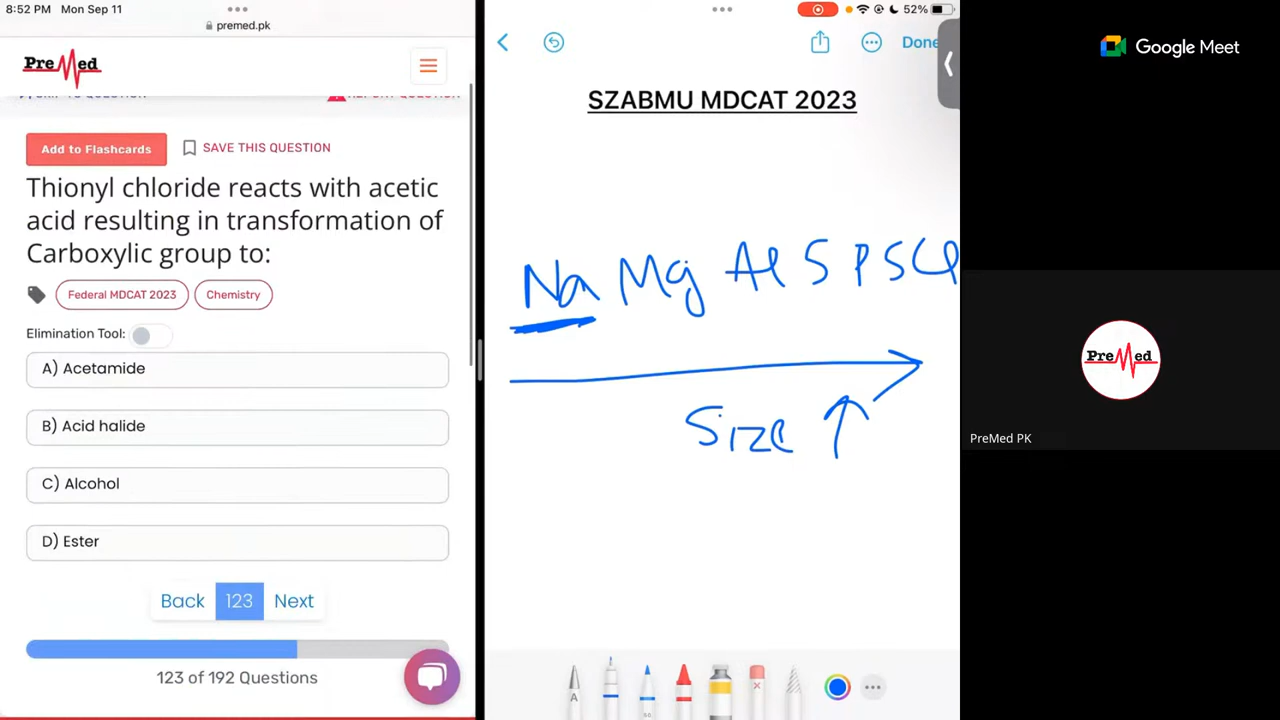 8:52 PM Mon Sep 11
premed.pk
PreMed
Add to Flashcards
SAVE THIS QUESTION
Thionyl chloride reacts with acetic
acid resulting in transformation of
Carboxylic group to:
Federal MDCAT 2023
Chemistry
Elimination Tool:
A) Acetamide
B) Acid halide
C) Alcohol
D) Ester
Back 123 Next
123 of 192 Questions
52%
Done
SZABMU MDCAT 2023
Na Mg Al S P S Cl
Size ↑
A
50
Google Meet
PreMed
PreMed PK